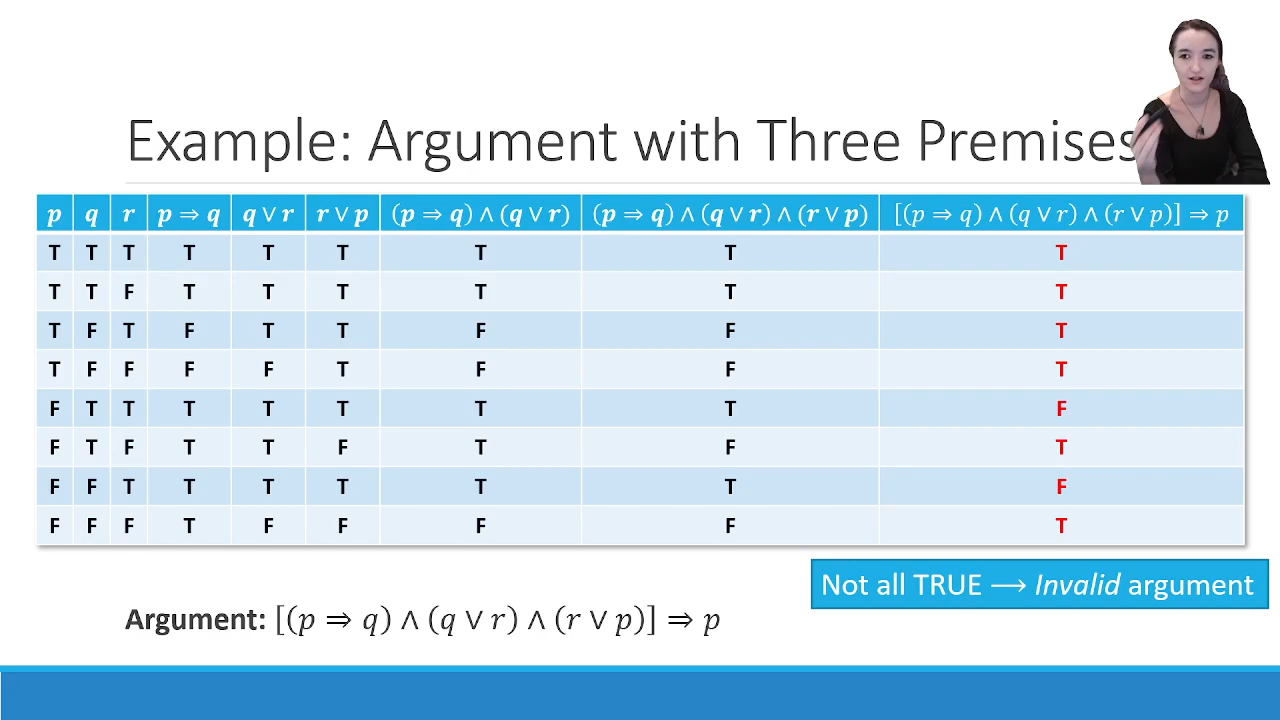 Example: Argument with Three Premises
p q r p ⇒ q q ∨ r r ∨ p (p ⇒ q) ∧ (q ∨ r) (p ⇒ q) ∧ (q ∨ r) ∧ (r ∨ p) [(p ⇒ q) ∧ (q ∨ r) ∧ (r ∨ p)] ⇒ p
T T T T T T T T T
T T F T T T T T T
T F T F T T F F T
T F F F F T F F T
F T T T T T T T F
F T F T T F T F T
F F T T T T T T F
F F F T F F F F T
Not all TRUE ⟶ Invalid argument
Argument: [(p ⇒ q) ∧ (q ∨ r) ∧ (r ∨ p)] ⇒ p